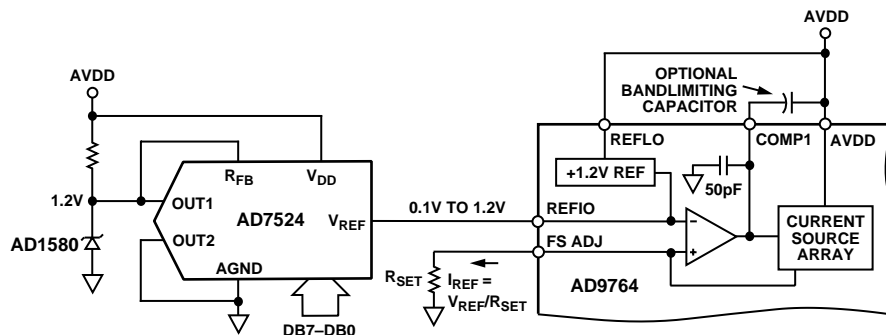 AVDD
OPTIONAL
BANDLIMITING
CAPACITOR
AVDD
REFLO
COMP1
AVDD
+1.2V REF
50pF
RFB
VDD
1.2V
OUT1
AD7524
VREF
0.1V TO 1.2V
REFIO
–
AD1580
OUT2
FS ADJ
+
CURRENT
SOURCE
ARRAY
AGND
RSET
IREF =
VREF/RSET
AD9764
DB7–DB0